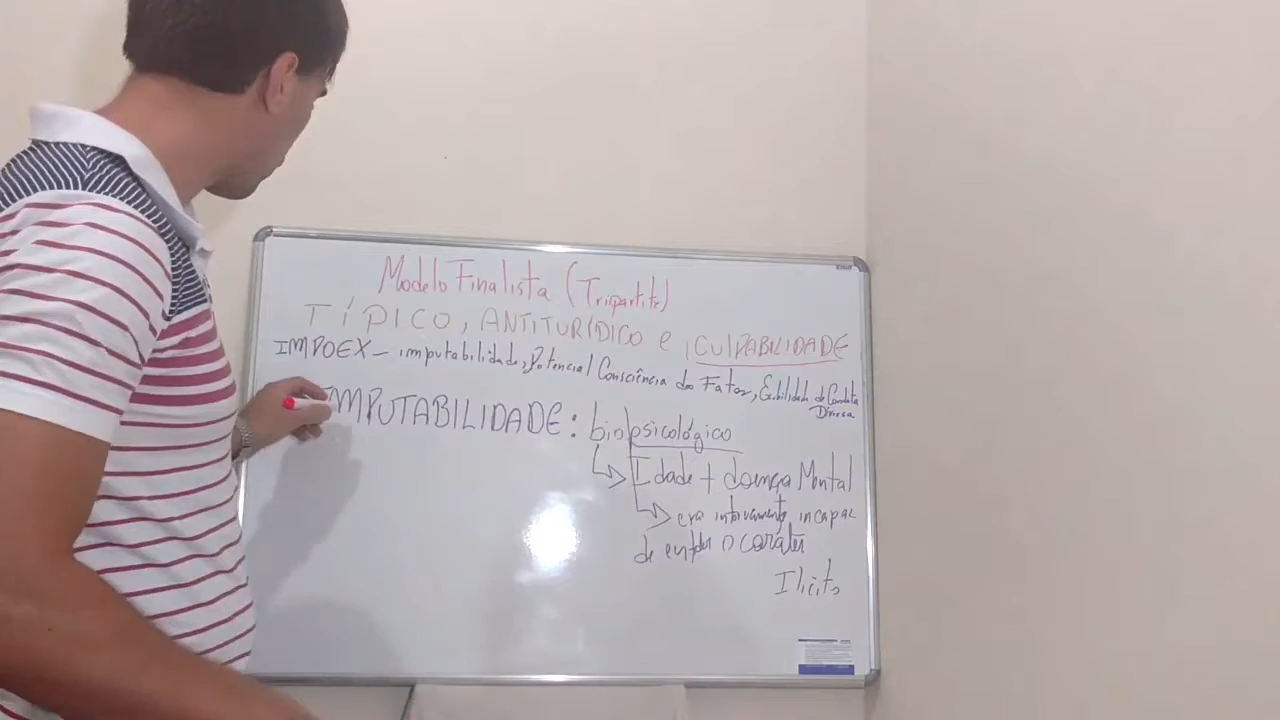 Modelo Finalista (Tripartite)
TÍPICO, ANTIJURÍDICO e CULPABILIDADE
IMPOEX - imputabilidade, Potencial Consciência do Fator, Exibilidade de Conduta
Diversa
IMPUTABILIDADE: biopsicológico
Idade + doença Mental
era inteiramente incapaz
de entender o caráter
Ilícito